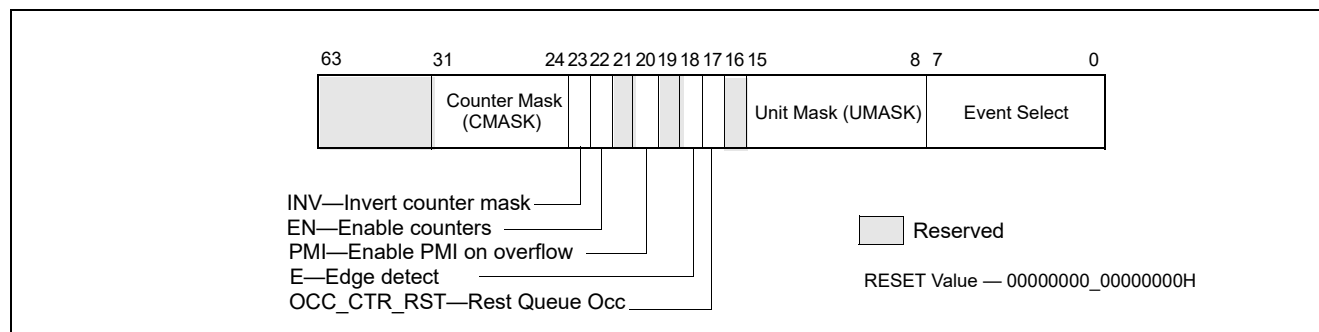 63 31 24 23 22 21 20 19 18 17 16 15 8 7 0
Counter Mask
(CMASK)
Unit Mask (UMASK)
Event Select
INV—Invert counter mask
EN—Enable counters
PMI—Enable PMI on overflow
E—Edge detect
OCC_CTR_RST—Rest Queue Occ
Reserved
RESET Value — 00000000_00000000H